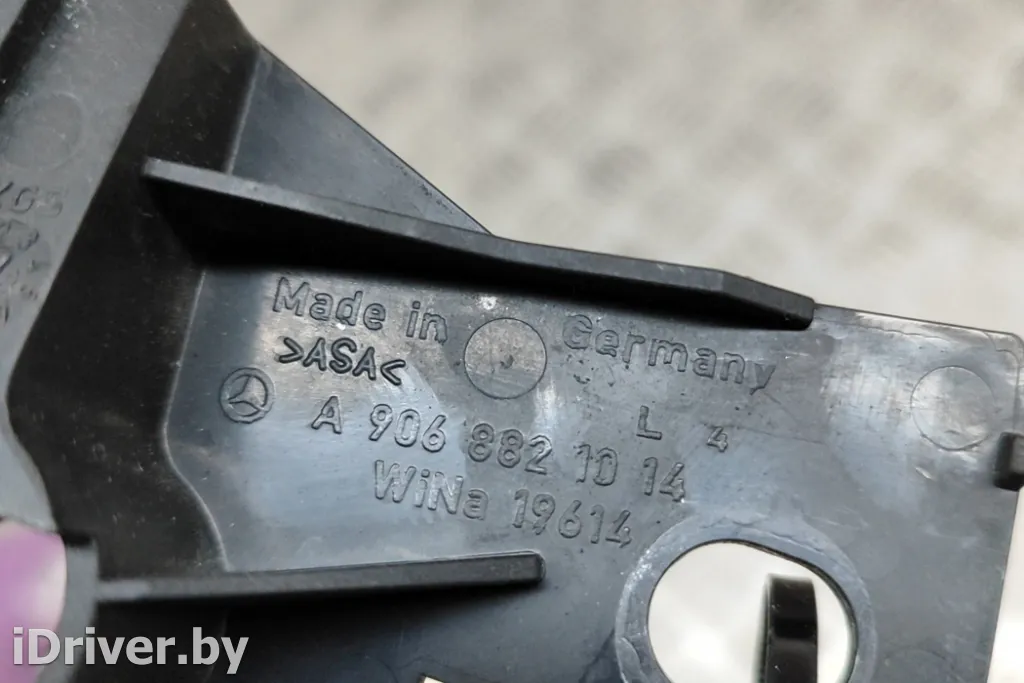 Made in Germany
>ASA<
L 4
A 906 882 10 14
WiNa 19614
iDriver.by